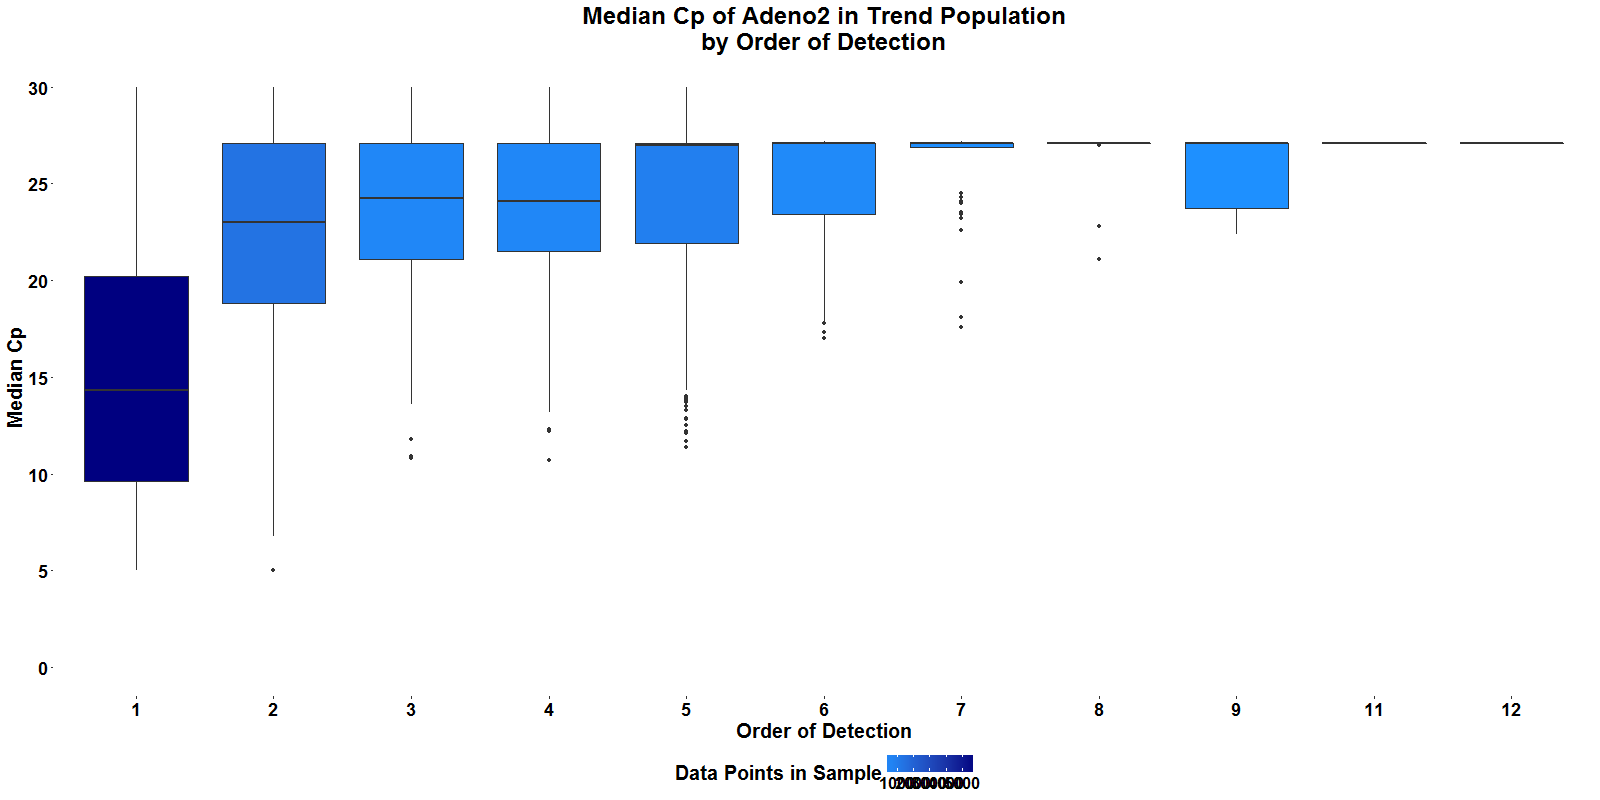 Median Cp of Adeno2 in Trend Population
by Order of Detection
Median Cp
30
25
20
15
10
5
0
1 2 3 4 5 6 7 8 9 11 12
Order of Detection
Data Points in Sample